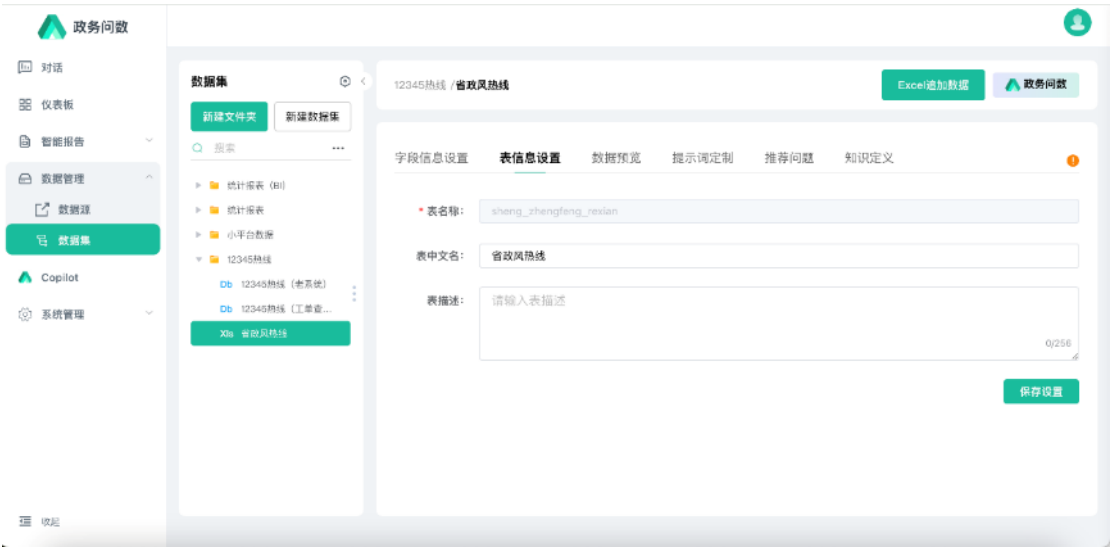 政务问数
对话
仪表板
智能报告
数据管理
数据源
数据集
Copilot
系统管理
收起
数据集
新建文件夹
新建数据集
搜索
统计报表（BI）
统计报表
小平台数据
12345热线
Db 12345热线（老系统）
Db 12345热线（工单查...
Xls 省政风热线
12345热线 /省政风热线
Excel追加数据
政务问数
字段信息设置 表信息设置 数据预览 提示词定制 推荐问题 知识定义
* 表名称： sheng_zhengfeng_rexian
表中文名： 省政风热线
表描述： 请输入表描述
0/256
保存设置